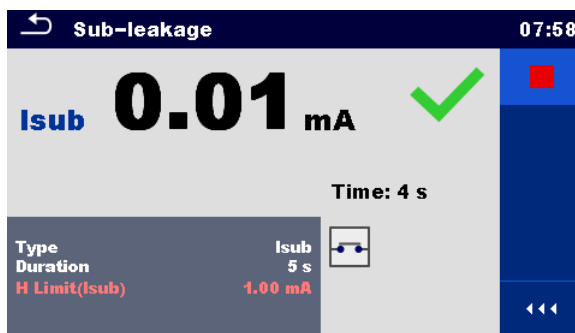 Sub-leakage 07:58
Isub 0.01 mA
Time: 4 s
Type Isub
Duration 5 s
H Limit(Isub) 1.00 mA